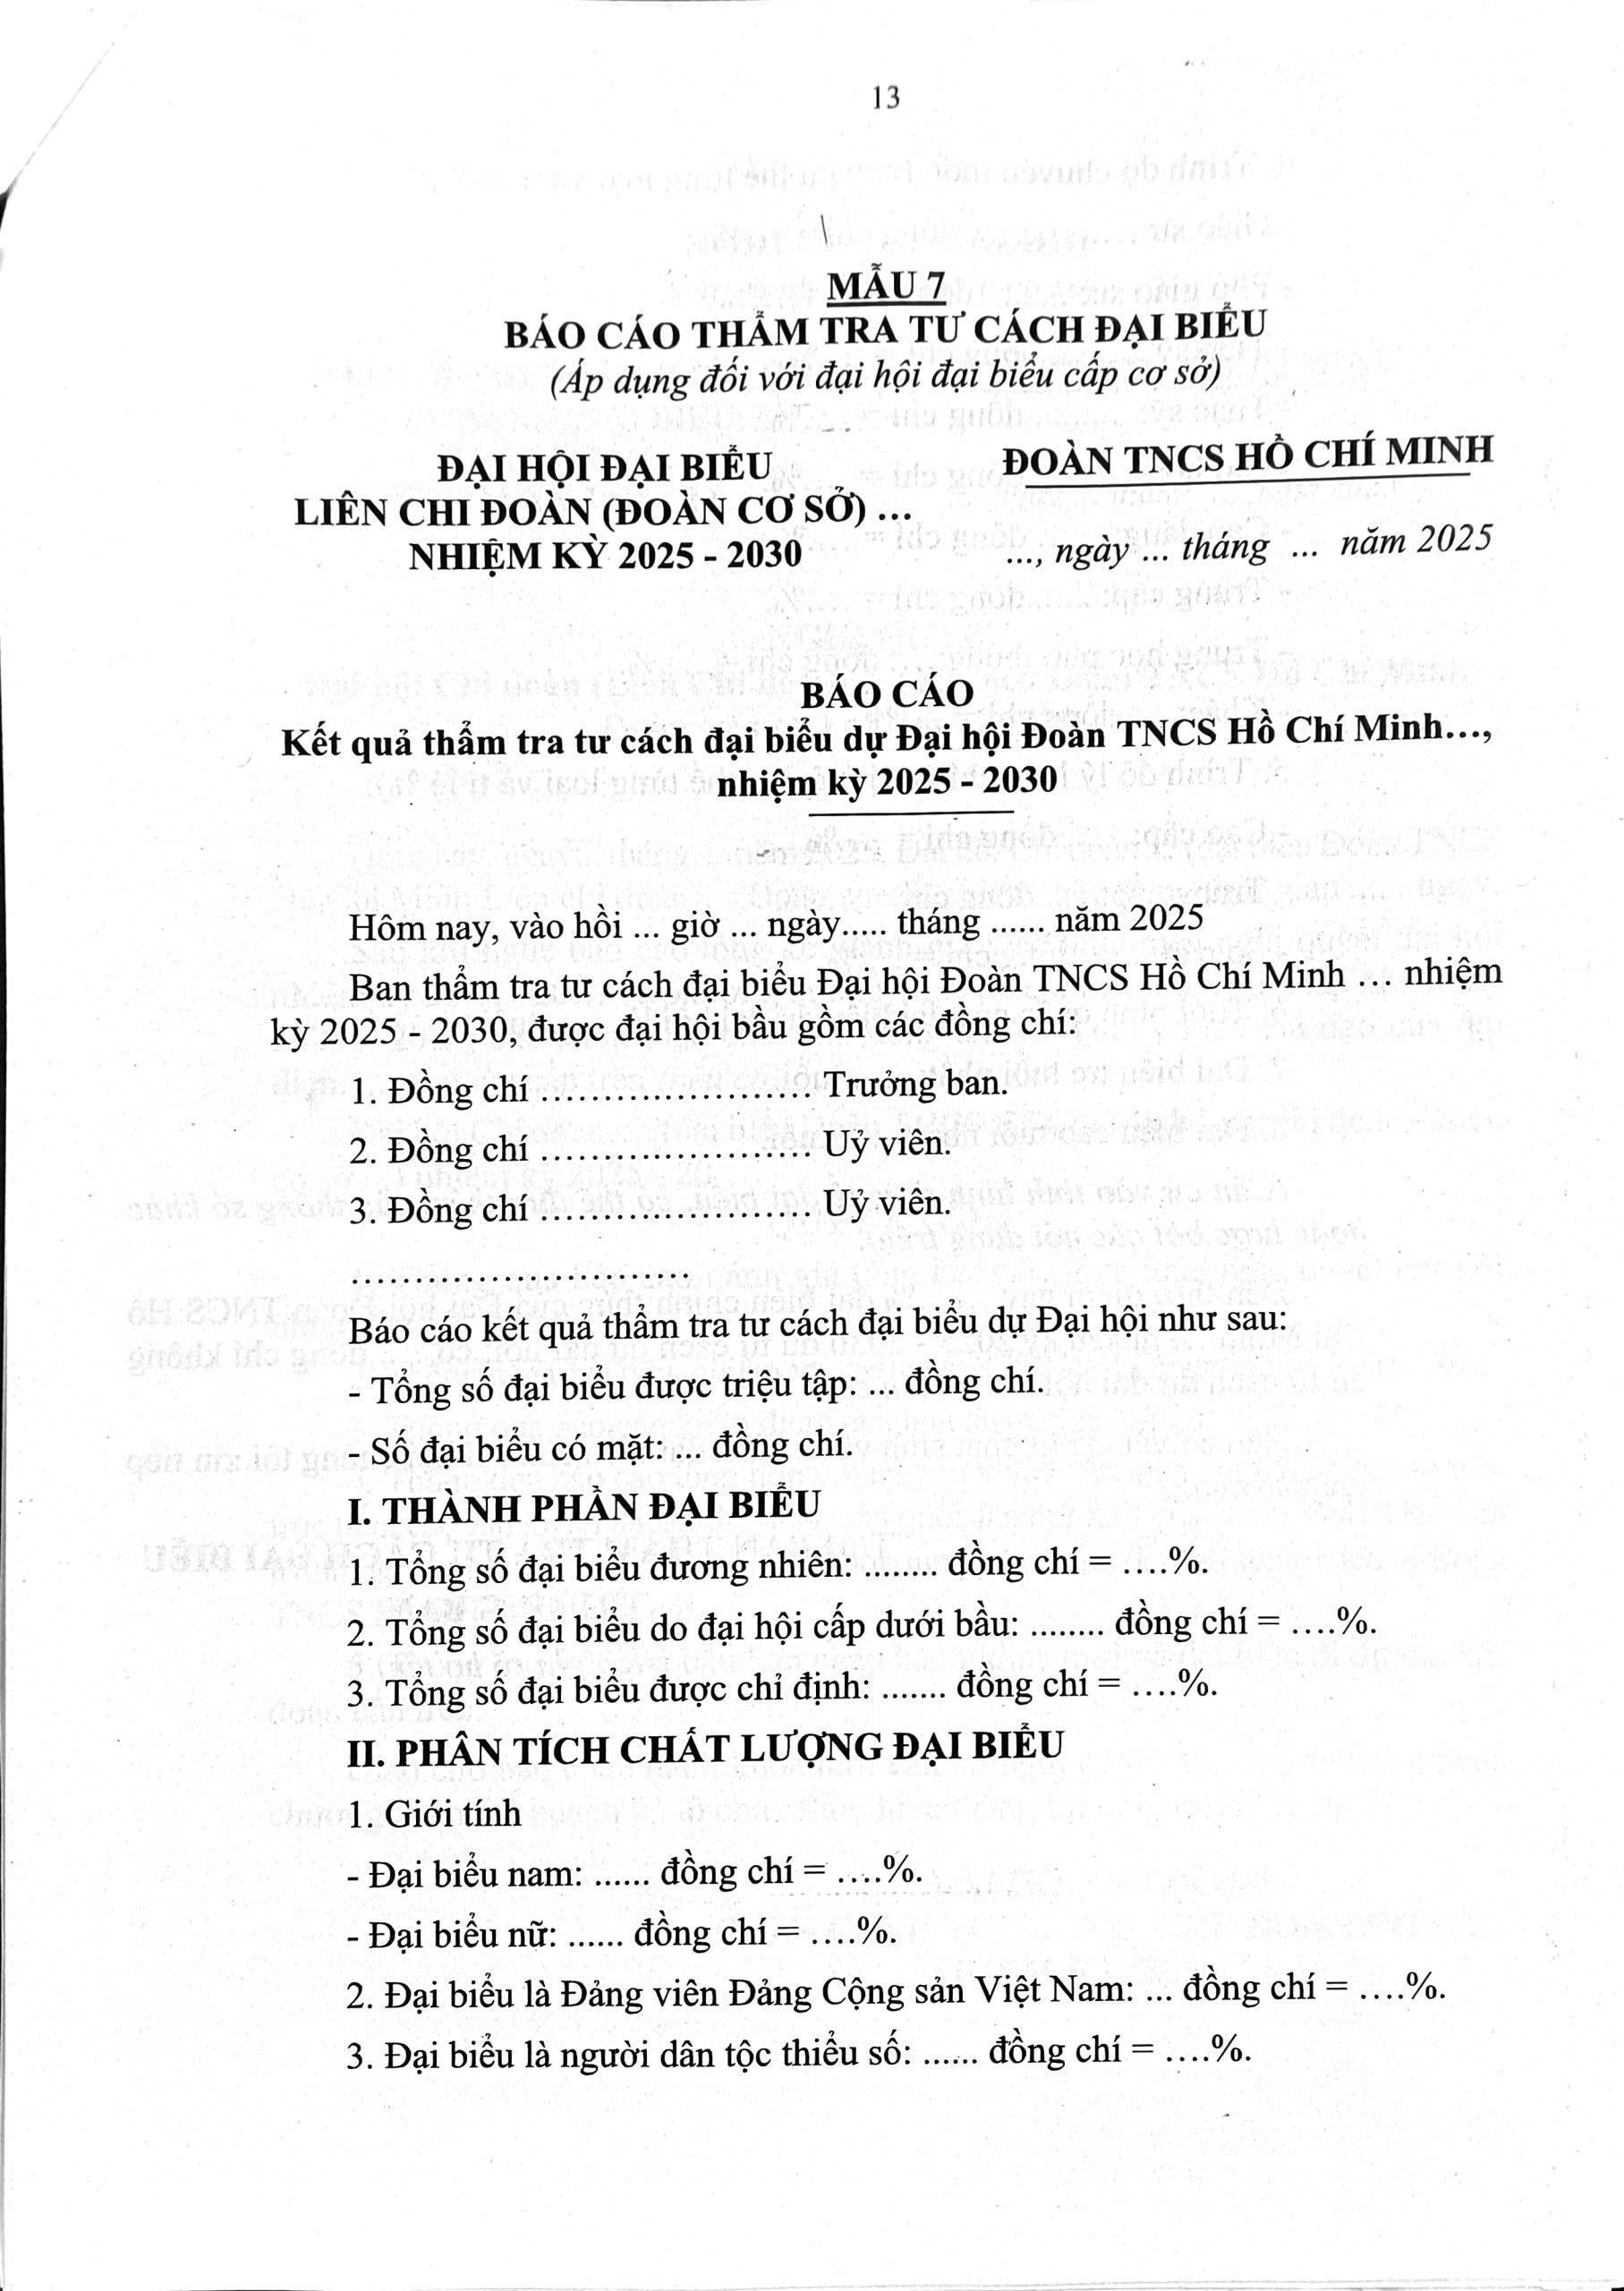 13
MẪU 7
BÁO CÁO THẨM TRA TƯ CÁCH ĐẠI BIỂU
(Áp dụng đối với đại hội đại biểu cấp cơ sở)
ĐẠI HỘI ĐẠI BIỂU
LIÊN CHI ĐOÀN (ĐOÀN CƠ SỞ) ...
NHIỆM KỲ 2025 - 2030
ĐOÀN TNCS HỒ CHÍ MINH
..., ngày ... tháng ... năm 2025
BÁO CÁO
Kết quả thẩm tra tư cách đại biểu dự Đại hội Đoàn TNCS Hồ Chí Minh...,
nhiệm kỳ 2025 - 2030
Hôm nay, vào hồi ... giờ ... ngày..... tháng ...... năm 2025
Ban thẩm tra tư cách đại biểu Đại hội Đoàn TNCS Hồ Chí Minh ... nhiệm
kỳ 2025 - 2030, được đại hội bầu gồm các đồng chí:
1. Đồng chí .......................... Trưởng ban.
2. Đồng chí .......................... Uỷ viên.
3. Đồng chí .......................... Uỷ viên.
...........................
Báo cáo kết quả thẩm tra tư cách đại biểu dự Đại hội như sau:
- Tổng số đại biểu được triệu tập: ... đồng chí.
- Số đại biểu có mặt: ... đồng chí.
I. THÀNH PHẦN ĐẠI BIỂU
1. Tổng số đại biểu đương nhiên: ........ đồng chí = ....%.
2. Tổng số đại biểu do đại hội cấp dưới bầu: ........ đồng chí = ....%.
3. Tổng số đại biểu được chỉ định: ....... đồng chí = ....%.
II. PHÂN TÍCH CHẤT LƯỢNG ĐẠI BIỂU
1. Giới tính
- Đại biểu nam: ...... đồng chí = ....%.
- Đại biểu nữ: ...... đồng chí = ....%.
2. Đại biểu là Đảng viên Đảng Cộng sản Việt Nam: ... đồng chí = ....%.
3. Đại biểu là người dân tộc thiểu số: ...... đồng chí = ....%.